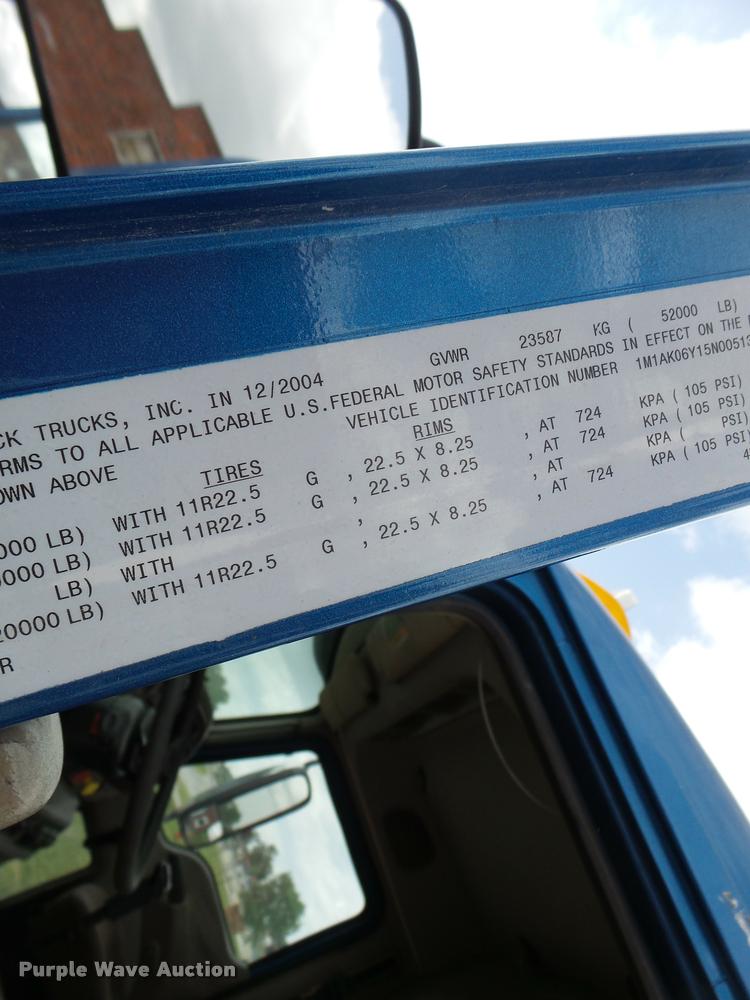 CK TRUCKS, INC. IN 12/2004 GVWR 23587 KG ( 52000 LB)
RMS TO ALL APPLICABLE U.S.FEDERAL MOTOR SAFETY STANDARDS IN EFFECT ON THE
OWN ABOVE VEHICLE IDENTIFICATION NUMBER 1M1AK06Y15N00513
TIRES RIMS
000 LB) WITH 11R22.5 G , 22.5 X 8.25 , AT 724 KPA ( 105 PSI)
000 LB) WITH 11R22.5 G , 22.5 X 8.25 , AT 724 KPA ( 105 PSI)
LB) WITH , , AT KPA ( PSI)
20000 LB) WITH 11R22.5 G , 22.5 X 8.25 , AT 724 KPA ( 105 PSI)
R 4
Purple Wave Auction